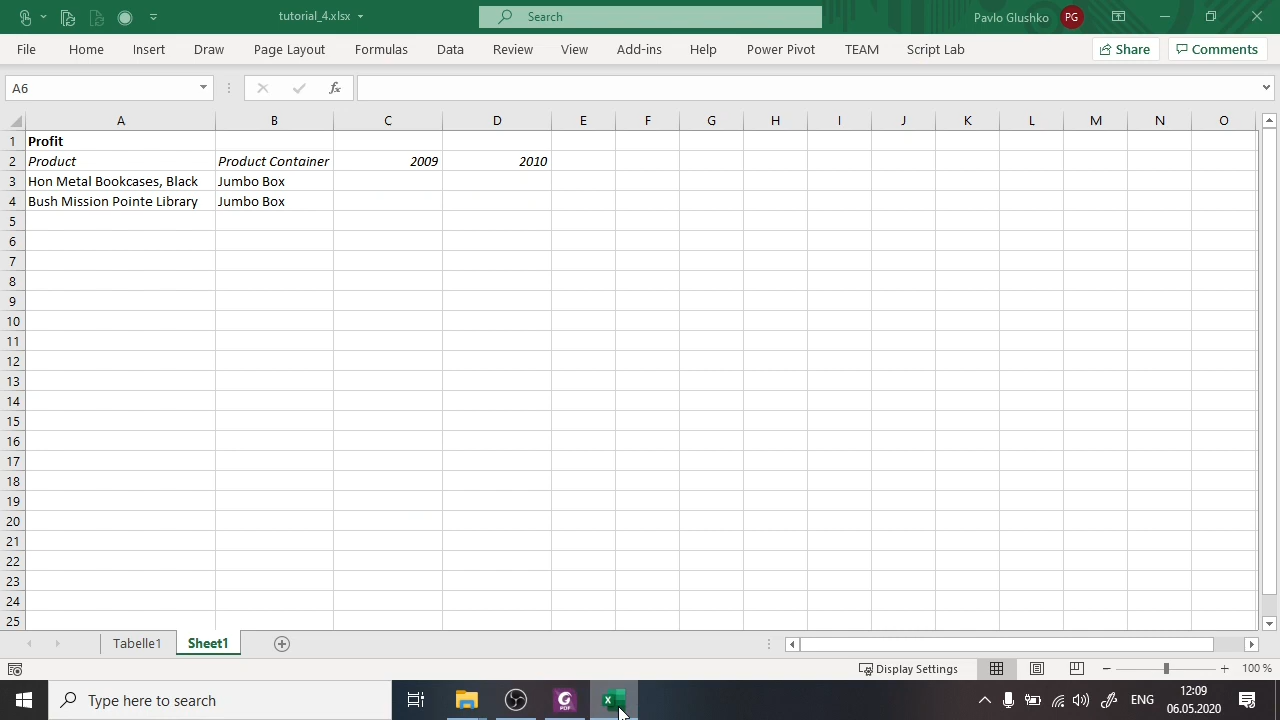 tutorial_4.xlsx
Search
Pavlo Glushko
PG
File Home Insert Draw Page Layout Formulas Data Review View Add-ins Help Power Pivot TEAM Script Lab Share Comments
A6 fx
A B C D E F G H I J K L M N O
1 Profit
2 Product Product Container 2009 2010
3 Hon Metal Bookcases, Black Jumbo Box
4 Bush Mission Pointe Library Jumbo Box
5
6
7
8
9
10
11
12
13
14
15
16
17
18
19
20
21
22
23
24
25
Tabelle1 Sheet1
Display Settings 100 %
Type here to search
PDF
ENG
12:09
06.05.2020